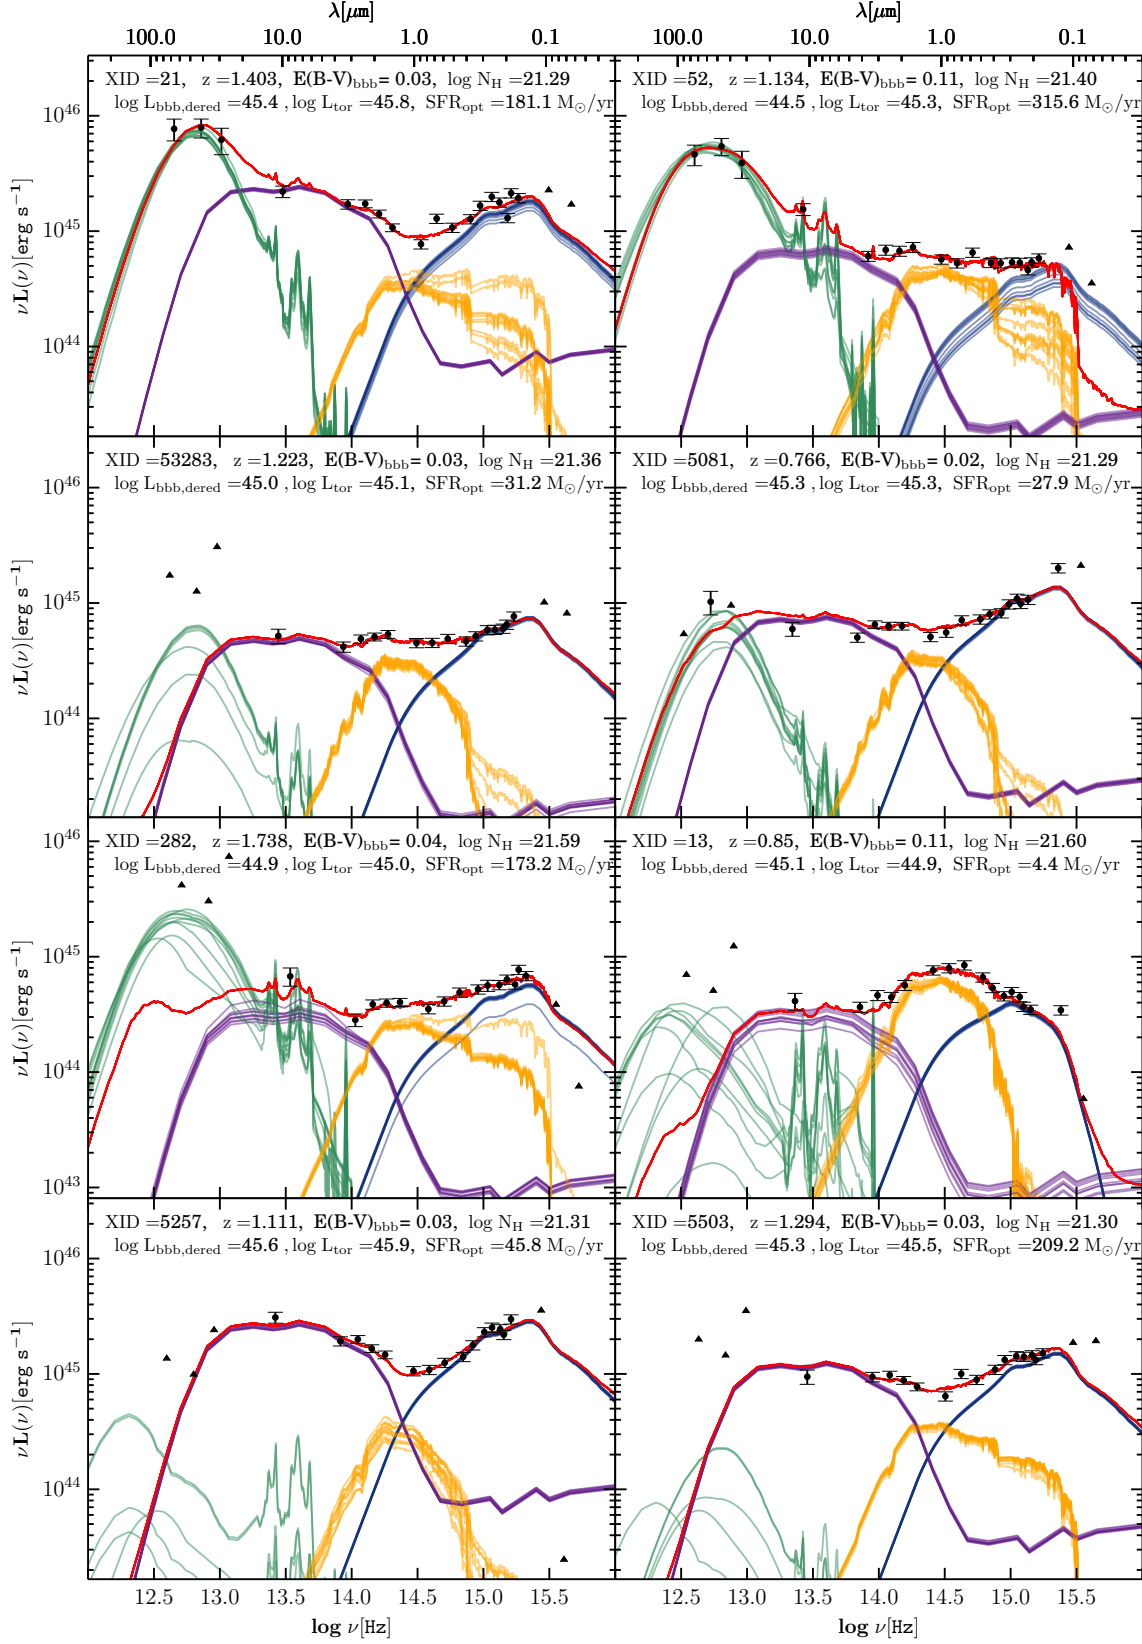 λ[μm] λ[μm]
100.0 10.0 1.0 0.1 100.0 10.0 1.0 0.1
XID =21, z=1.403, E(B-V)bbb= 0.03, log NH =21.29
log Lbbb,dered =45.4 , log Ltor =45.8, SFRopt =181.1 M⊙/yr
XID =52, z=1.134, E(B-V)bbb= 0.11, log NH =21.40
log Lbbb,dered =44.5 , log Ltor =45.3, SFRopt =315.6 M⊙/yr
10^46
10^45
10^44
νL(ν)[erg s−1]
XID =53283, z=1.223, E(B-V)bbb= 0.03, log NH =21.36
log Lbbb,dered =45.0 , log Ltor =45.1, SFRopt =31.2 M⊙/yr
XID =5081, z=0.766, E(B-V)bbb= 0.02, log NH =21.29
log Lbbb,dered =45.3 , log Ltor =45.3, SFRopt =27.9 M⊙/yr
10^46
10^45
10^44
νL(ν)[erg s−1]
XID =282, z=1.738, E(B-V)bbb= 0.04, log NH =21.59
log Lbbb,dered =44.9 , log Ltor =45.0, SFRopt =173.2 M⊙/yr
XID =13, z=0.85, E(B-V)bbb= 0.11, log NH =21.60
log Lbbb,dered =45.1 , log Ltor =44.9, SFRopt =4.4 M⊙/yr
10^46
10^45
10^44
10^43
νL(ν)[erg s−1]
XID =5257, z=1.111, E(B-V)bbb= 0.03, log NH =21.31
log Lbbb,dered =45.6 , log Ltor =45.9, SFRopt =45.8 M⊙/yr
XID =5503, z=1.294, E(B-V)bbb= 0.03, log NH =21.30
log Lbbb,dered =45.3 , log Ltor =45.5, SFRopt =209.2 M⊙/yr
10^46
10^45
10^44
νL(ν)[erg s−1]
12.5 13.0 13.5 14.0 14.5 15.0 15.5 12.5 13.0 13.5 14.0 14.5 15.0 15.5
log ν[Hz] log ν[Hz]